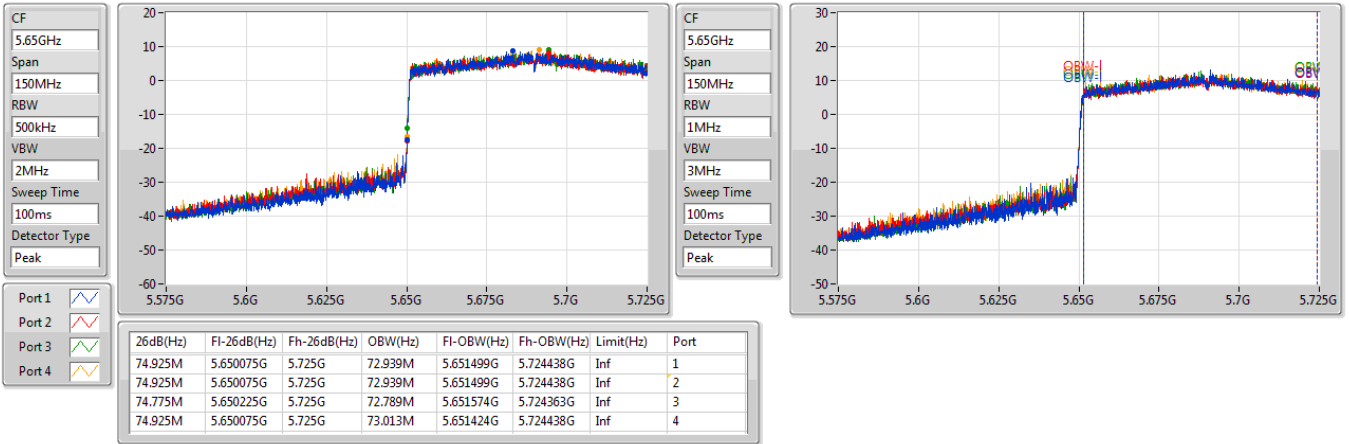 CF
5.65GHz
Span
150MHz
RBW
500kHz
VBW
2MHz
Sweep Time
100ms
Detector Type
Peak
20
10
0
-10
-20
-30
-40
-50
-60
5.575G 5.6G 5.625G 5.65G 5.675G 5.7G 5.725G
CF
5.65GHz
Span
150MHz
RBW
1MHz
VBW
3MHz
Sweep Time
100ms
Detector Type
Peak
30
20
10
0
-10
-20
-30
-40
-50
OBW-l
OBW-
OBV
OBV
5.575G 5.6G 5.625G 5.65G 5.675G 5.7G 5.725G
Port 1
Port 2
Port 3
Port 4
26dB(Hz) Fl-26dB(Hz) Fh-26dB(Hz) OBW(Hz) Fl-OBW(Hz) Fh-OBW(Hz) Limit(Hz) Port
74.925M 5.650075G 5.725G 72.939M 5.651499G 5.724438G Inf 1
74.925M 5.650075G 5.725G 72.939M 5.651499G 5.724438G Inf 2
74.775M 5.650225G 5.725G 72.789M 5.651574G 5.724363G Inf 3
74.925M 5.650075G 5.725G 73.013M 5.651424G 5.724438G Inf 4